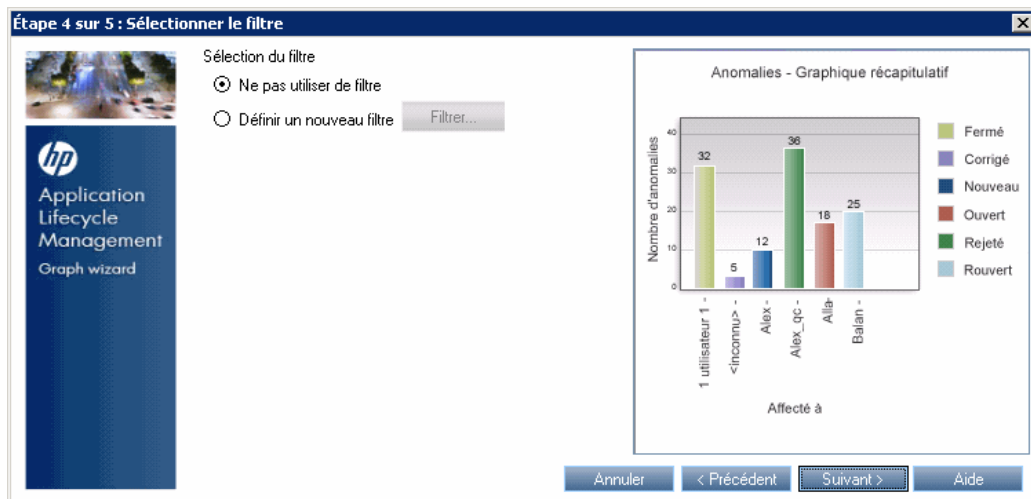 Étape 4 sur 5 : Sélectionner le filtre
hp
Application
Lifecycle
Management
Graph wizard
Sélection du filtre
Ne pas utiliser de filtre
Définir un nouveau filtre
Filtrer...
Anomalies - Graphique récapitulatif
Nombre d'anomalies
40
30
20
10
0
32
5
12
36
18
25
1 utilisateur 1 -
<inconnu> -
Alex -
Alex_qc -
Alla-
Balan -
Affecté à
Fermé
Corrigé
Nouveau
Ouvert
Rejeté
Rouvert
Annuler
< Précédent
Suivant >
Aide